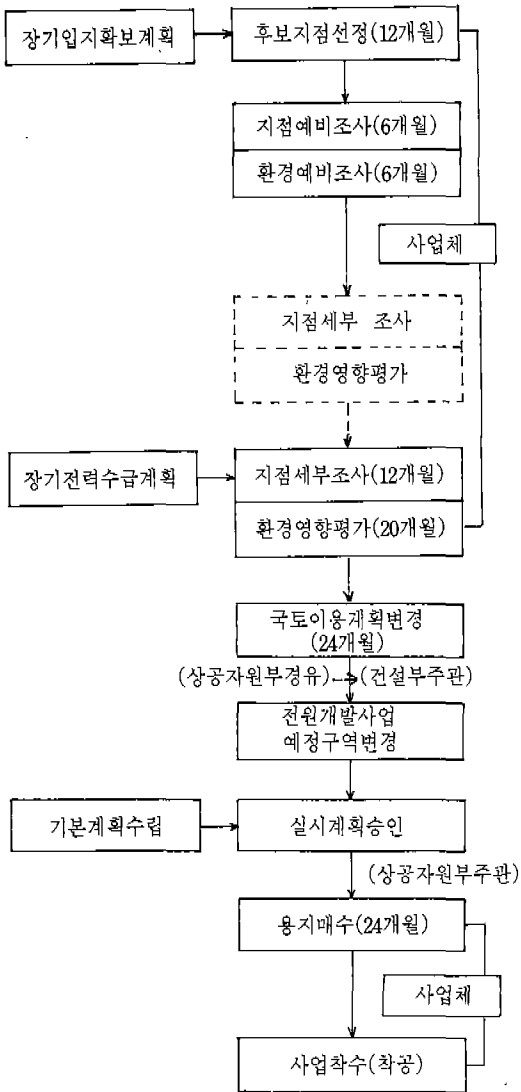 장기입지확보계획
후보지점선정(12개월)
지점예비조사(6개월)
환경예비조사(6개월)
사업체
지점세부 조사
환경영향평가
장기전력수급계획
지점세부조사(12개월)
환경영향평가(20개월)
국토이용계획변경
(24개월)
(상공자원부경유)→(건설부주관)
전원개발사업
예정구역변경
기본계획수립
실시계획승인
(상공자원부주관)
용지매수(24개월)
사업체
사업착수(착공)